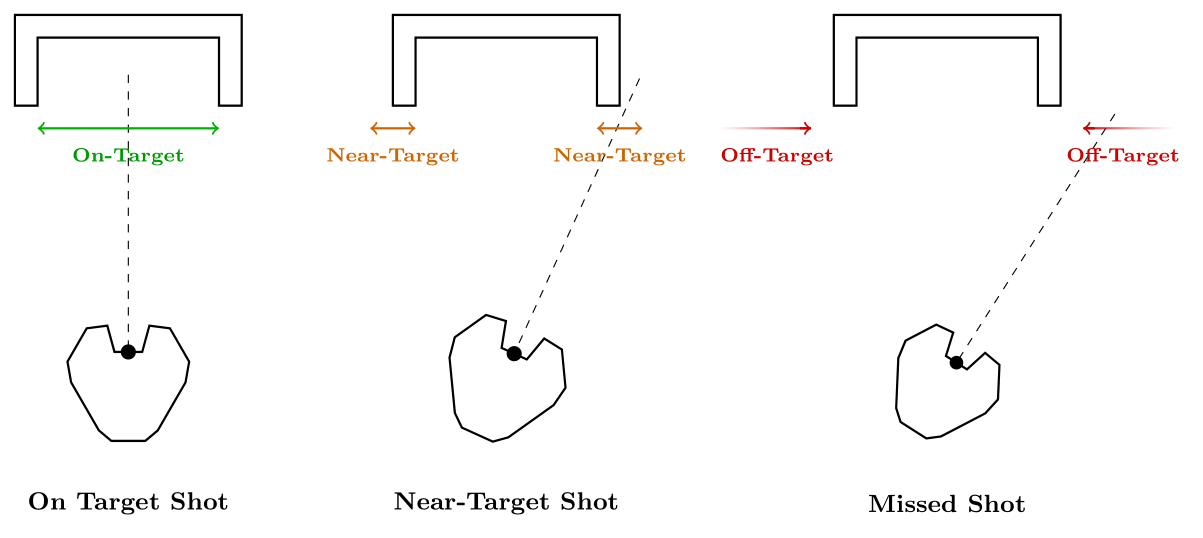 On-Target
Near-Target
Near-Target
Off-Target
Off-Target
On Target Shot
Near-Target Shot
Missed Shot